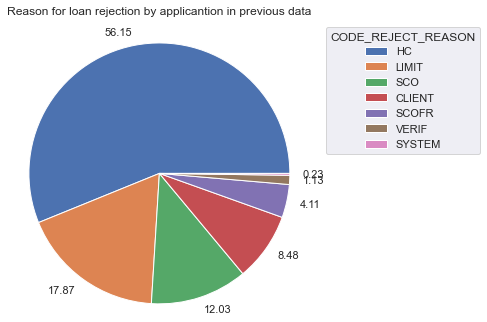 Reason for loan rejection by applicantion in previous data
56.15
CODE_REJECT_REASON
HC
LIMIT
SCO
CLIENT
SCOFR
VERIF
SYSTEM
0.23
1.13
4.11
8.48
17.87
12.03